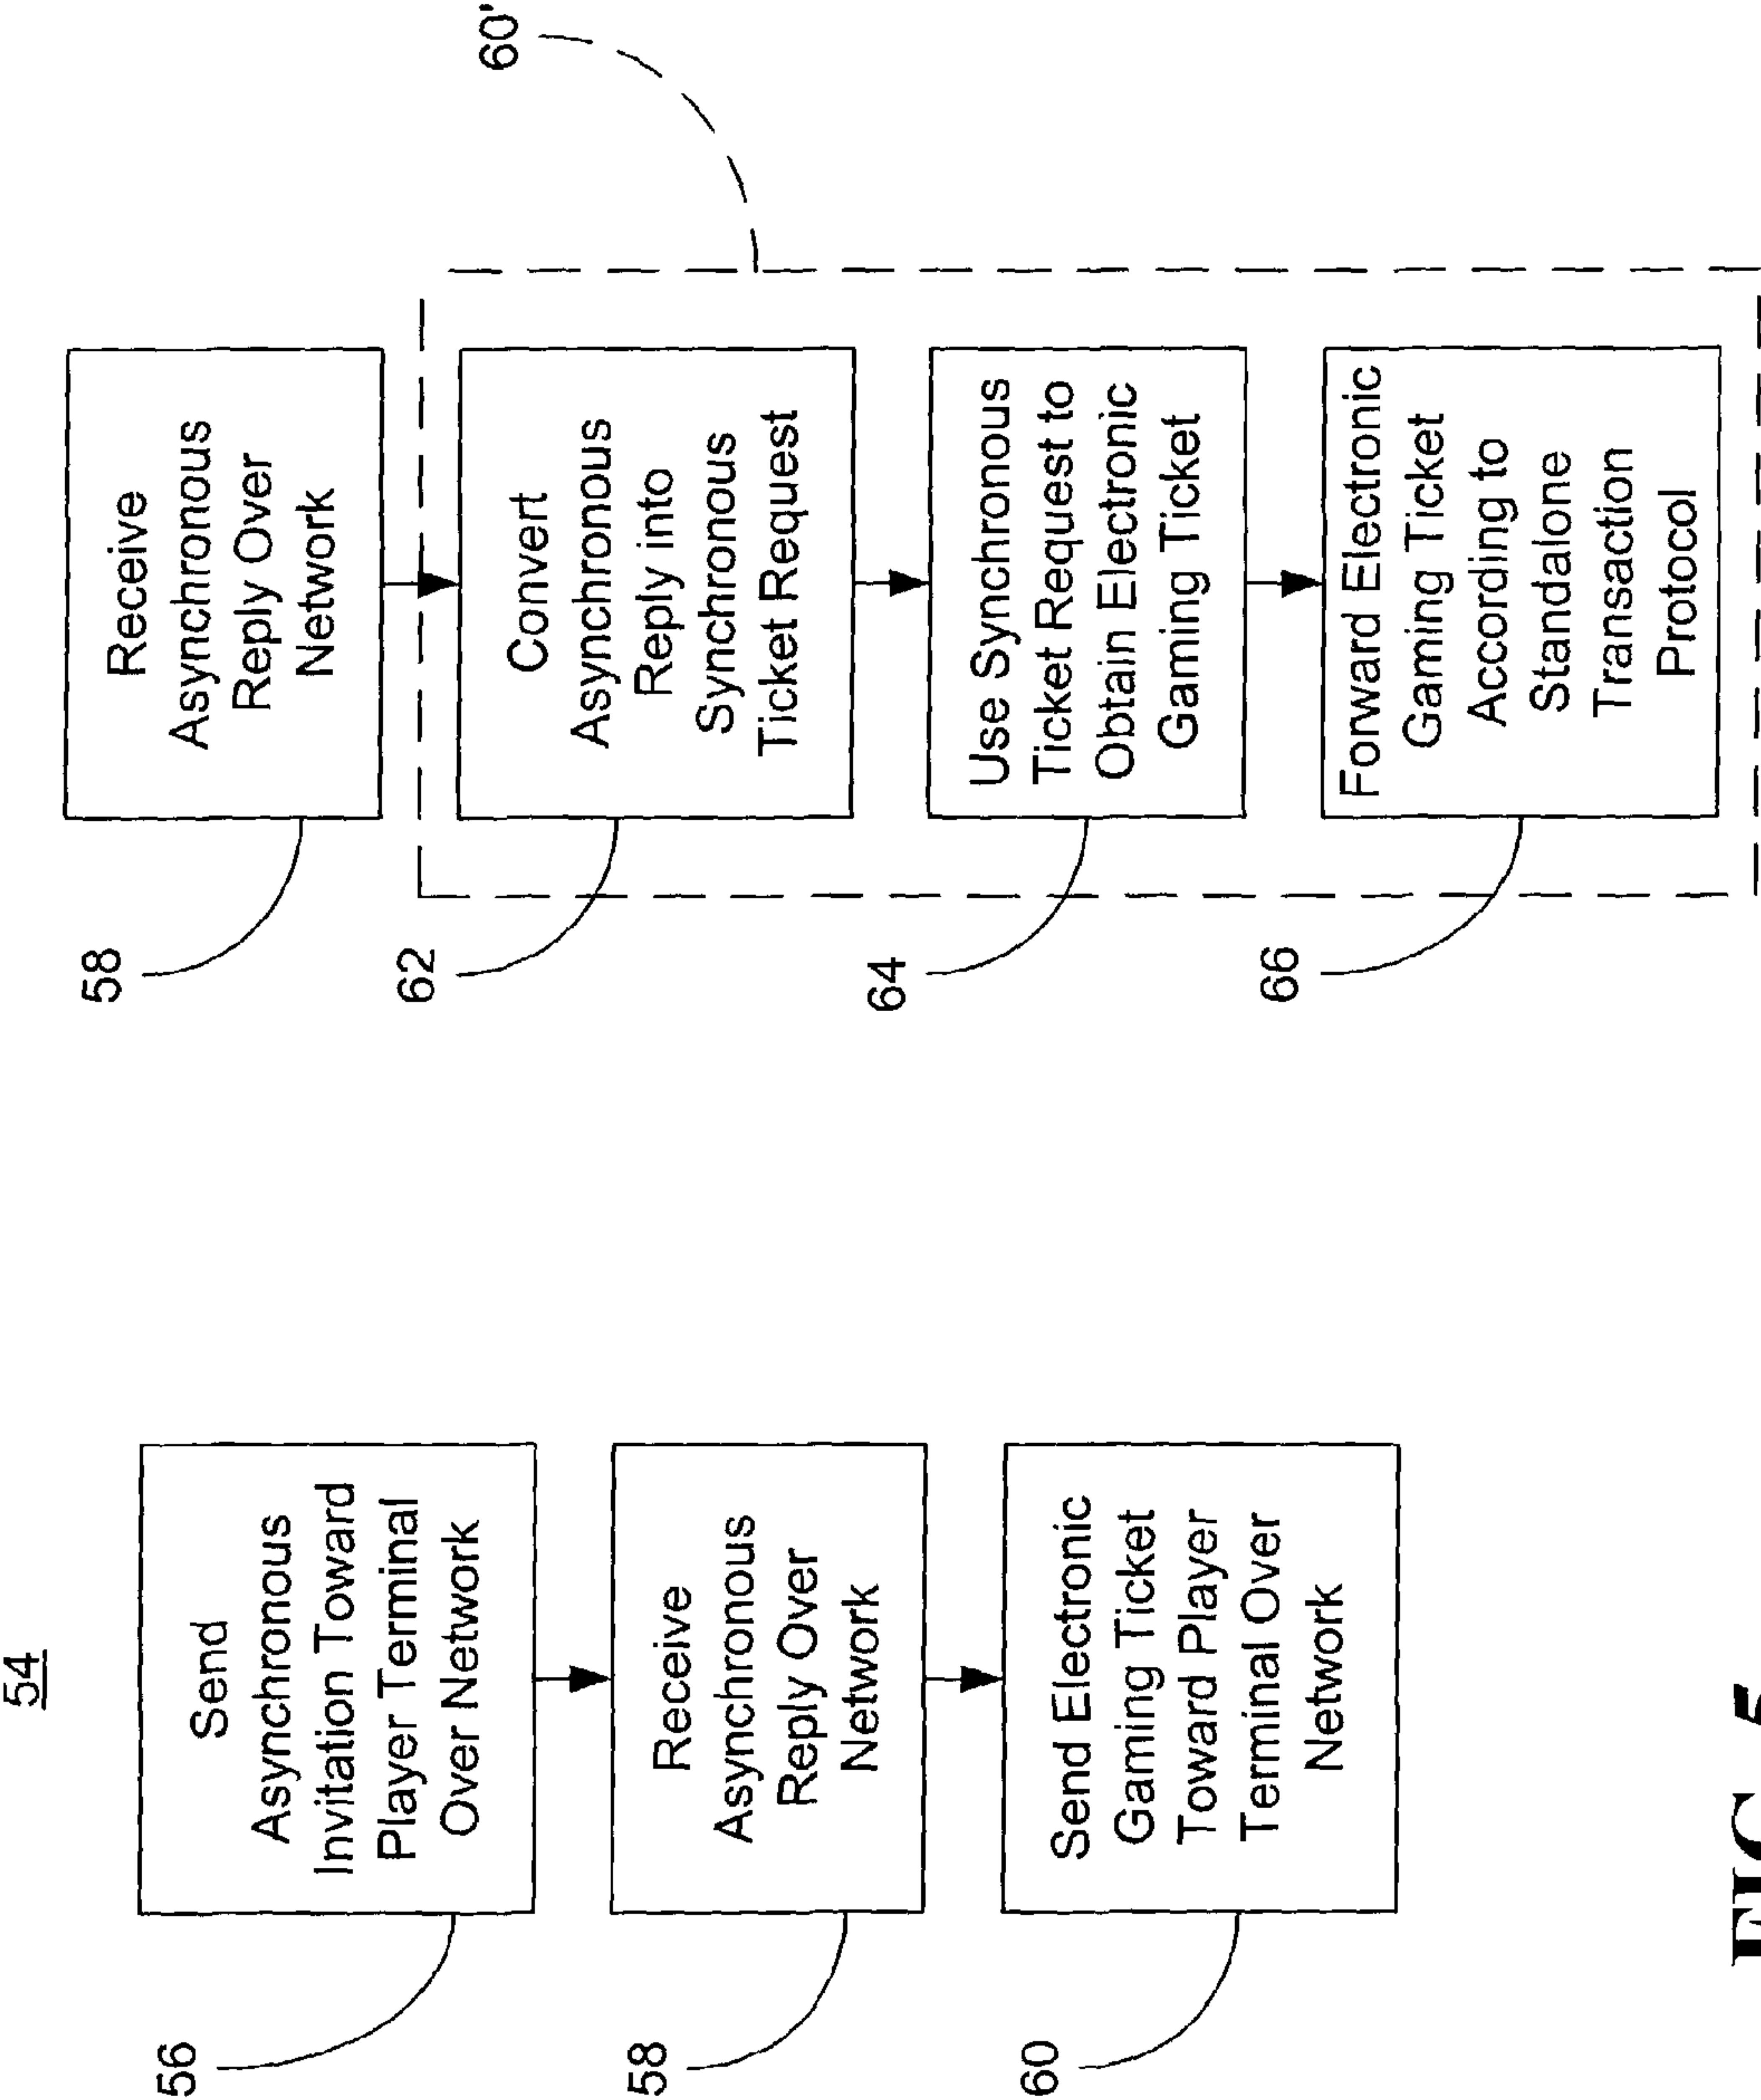 54
56
Send
Asynchronous
Invitation Toward
Player Terminal
Over Network
58
Receive
Asynchronous
Reply Over
Network
60
Send Electronic
Gaming Ticket
Toward Player
Terminal Over
Network
58
Receive
Asynchronous
Reply Over
Network
60'
62
Convert
Asynchronous
Reply into
Synchronous
Ticket Request
64
Use Synchronous
Ticket Request to
Obtain Electronic
Gaming Ticket
66
Forward Electronic
Gaming Ticket
According to
Standalone
Transaction
Protocol